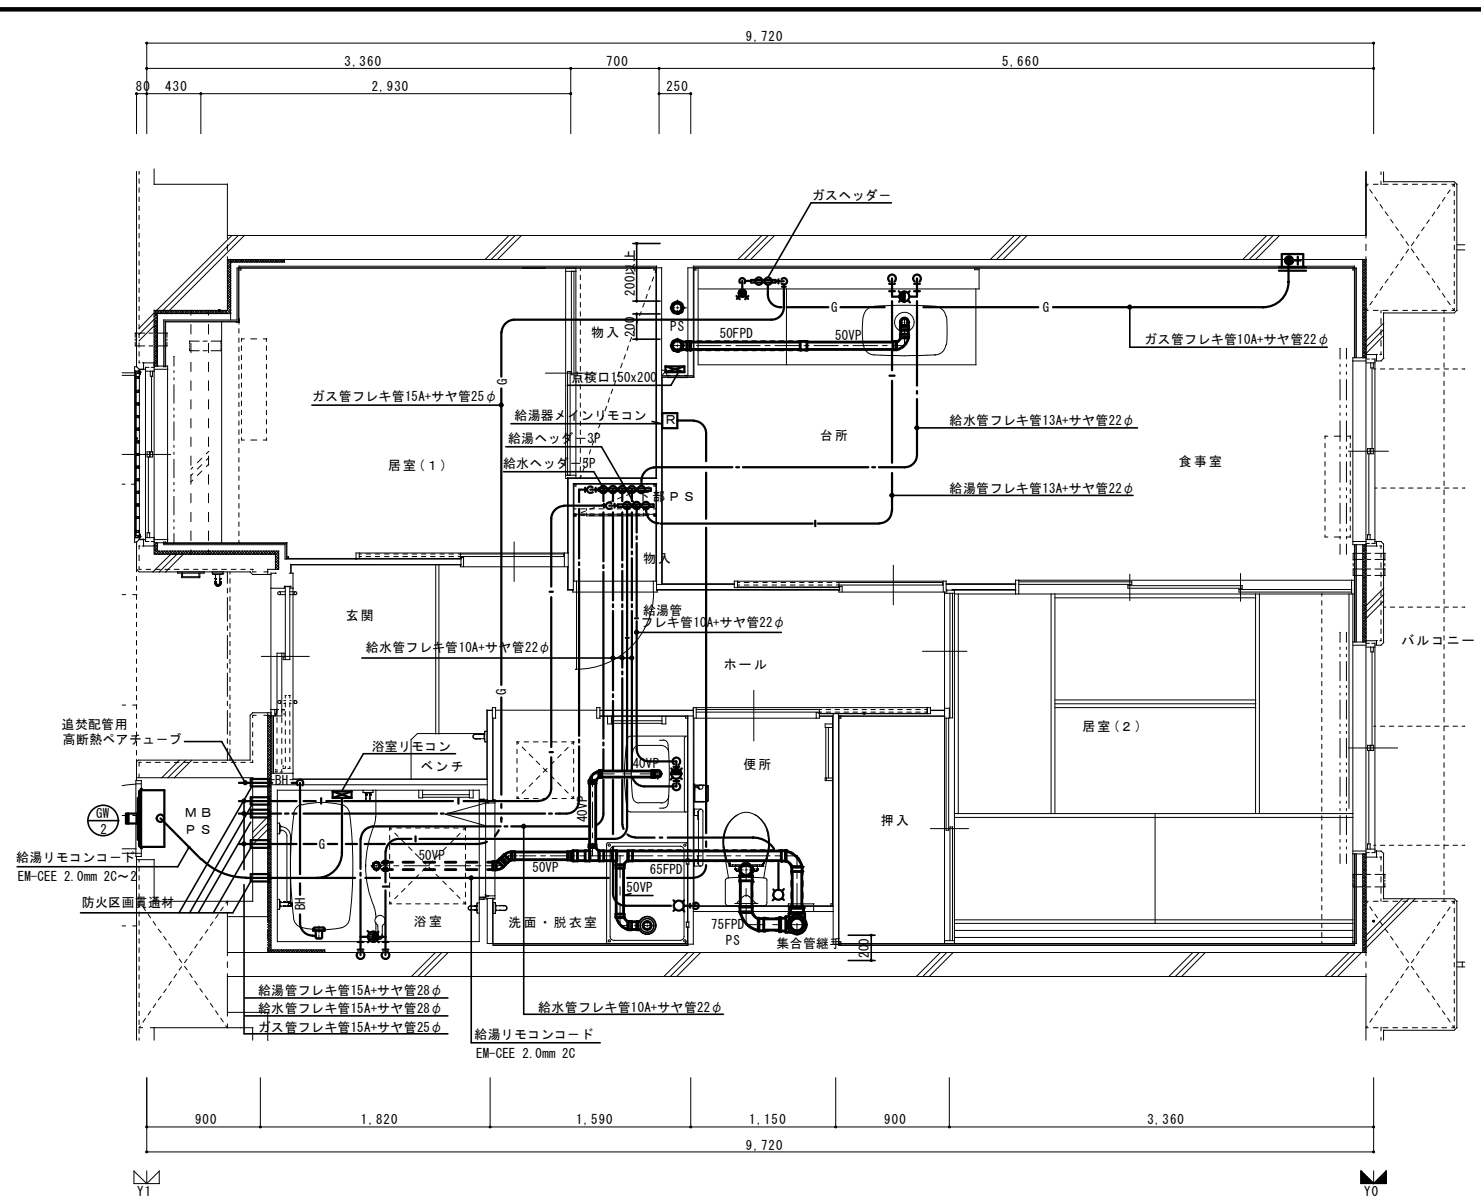 9,720
3,360 700 5,660
80 430 2,930 250
ガスヘッダー
200以上
物入
200
PS
50FPD
50VP
G
G
ガス管フレキ管10A+サヤ管22φ
点検口150x200
G
ガス管フレキ管15A+サヤ管25φ
給湯器メインリモコン
R
給水管フレキ管13A+サヤ管22φ
台所
給湯ヘッダー3P
居室(1)
給水ヘッダー5P
食事室
給湯管フレキ管13A+サヤ管22φ
部PS
物入
玄関
給湯管
フレキ管10A+サヤ管22φ
給水管フレキ管10A+サヤ管22φ
ホール
バルコニー
G
追焚配管用
高断熱ペアチューブ
浴室リモコン
ベンチ
40VP
便所
居室(2)
BH
GW
2
MB
PS
40VP
押入
G
給湯リモコンコード
EM-CEE 2.0mm 2C～2
50VP
50VP
65FPD
50VP
防火区画貫通材
BH
浴室
洗面・脱衣室
75FPD
PS
集合管継手
200
給湯管フレキ管15A+サヤ管28φ
給水管フレキ管15A+サヤ管28φ
給水管フレキ管10A+サヤ管22φ
ガス管フレキ管15A+サヤ管25φ
給湯リモコンコード
EM-CEE 2.0mm 2C
900 1,820 1,590 1,150 900 3,360
9,720
Y1 Y0